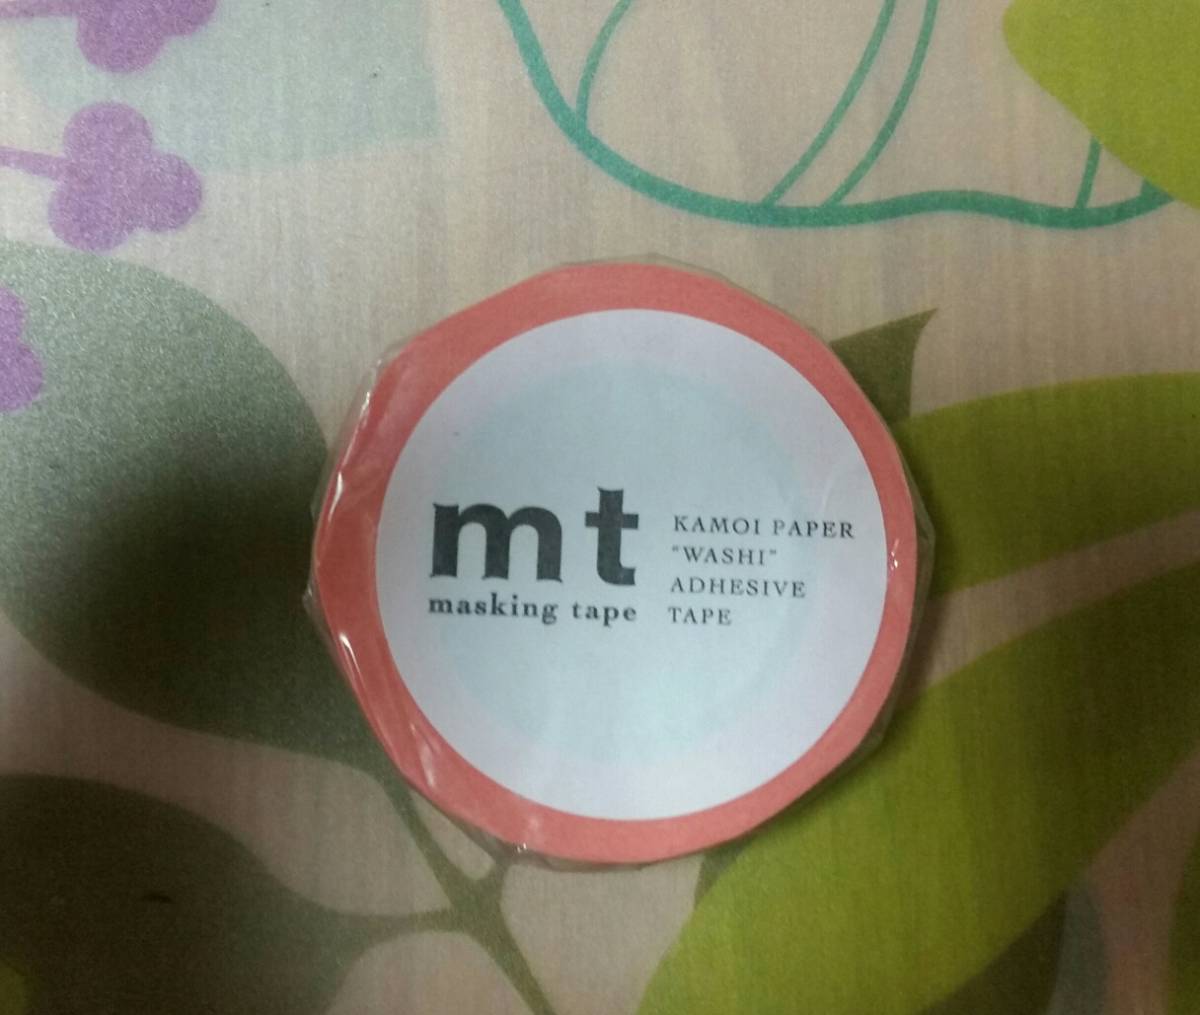 mt
masking tape
KAMOI PAPER
"WASHI"
ADHESIVE
TAPE